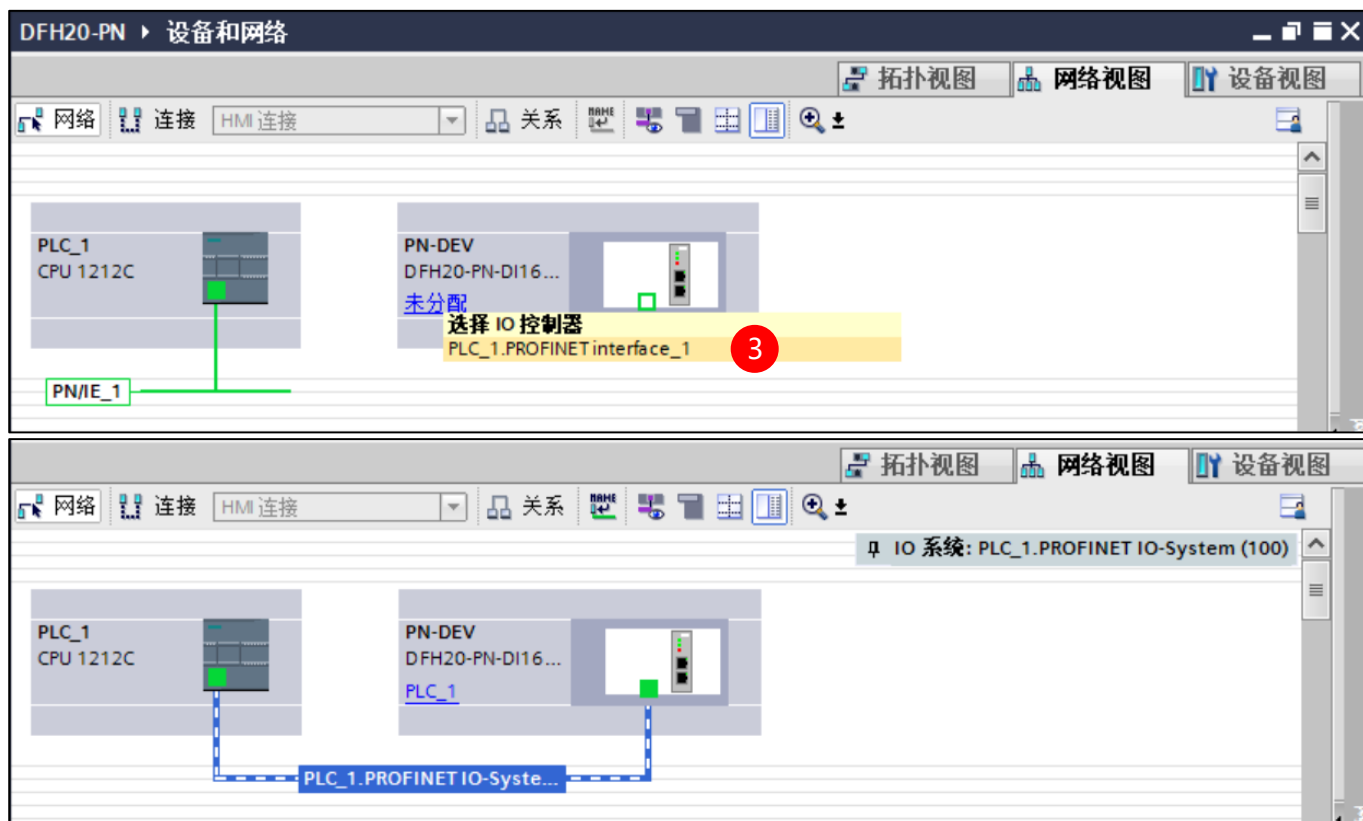 DFH20-PN ▸ 设备和网络
拓扑视图 网络视图 设备视图
网络 连接 HMI 连接 关系 NAME
PLC_1
CPU 1212C
PN-DEV
DFH20-PN-DI16...
未分配
选择 IO 控制器
PLC_1.PROFINET interface_1
3
PN/IE_1
拓扑视图 网络视图 设备视图
网络 连接 HMI 连接 关系 NAME
IO 系统: PLC_1.PROFINET IO-System (100)
PLC_1
CPU 1212C
PN-DEV
DFH20-PN-DI16...
PLC_1
PLC_1.PROFINET IO-Syste...